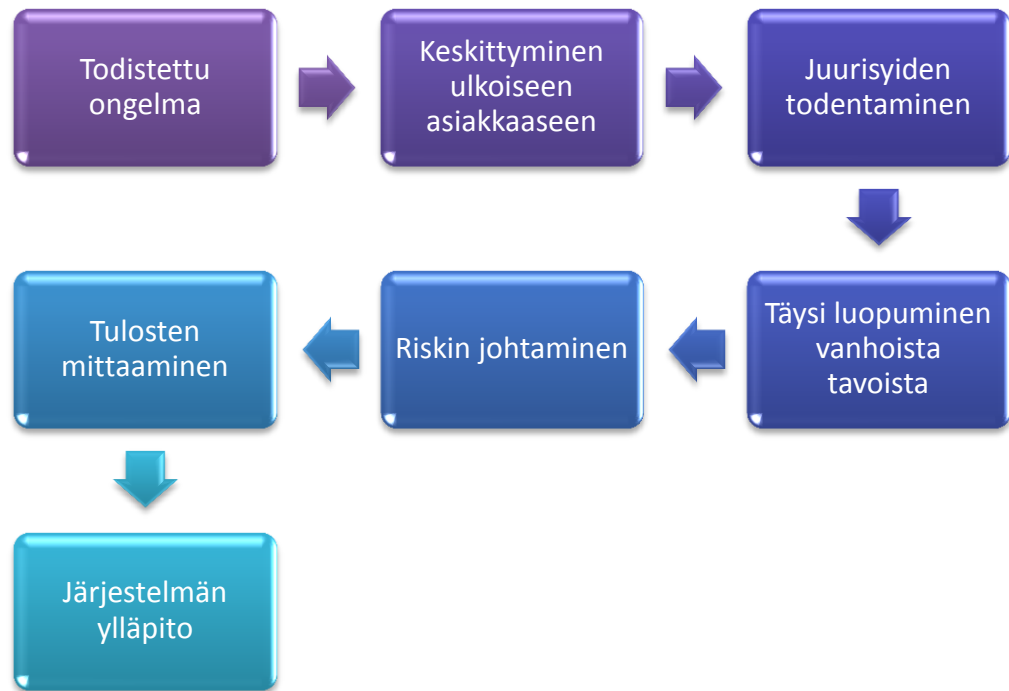 Todistettu
ongelma
Keskittyminen
ulkoiseen
asiakkaaseen
Juurisyiden
todentaminen
Täysi luopuminen
vanhoista
tavoista
Riskin johtaminen
Tulosten
mittaaminen
Järjestelmän
ylläpito